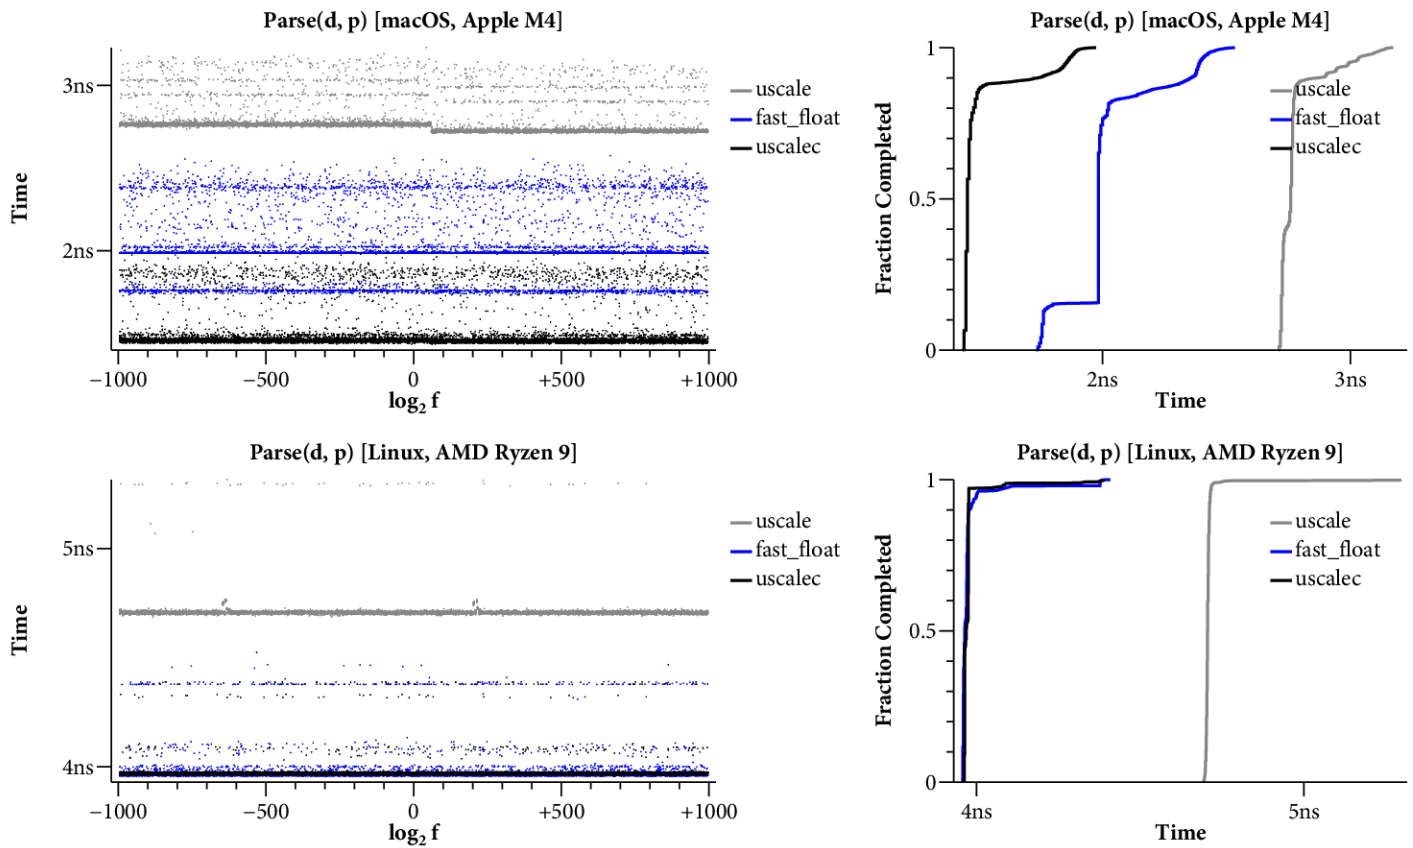 Parse(d, p) [macOS, Apple M4]
3ns
2ns
Time
−1000
−500
0
+500
+1000
log₂ f
uscale
fast_float
uscalec
Parse(d, p) [macOS, Apple M4]
1
0.5
0
Fraction Completed
2ns
3ns
Time
uscale
fast_float
uscalec
Parse(d, p) [Linux, AMD Ryzen 9]
5ns
4ns
Time
−1000
−500
0
+500
+1000
log₂ f
uscale
fast_float
uscalec
Parse(d, p) [Linux, AMD Ryzen 9]
1
0.5
0
Fraction Completed
4ns
5ns
Time
uscale
fast_float
uscalec